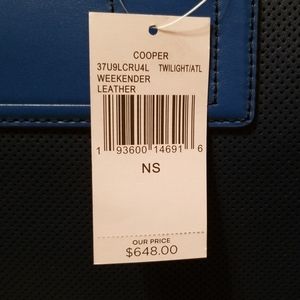 COOPER
37U9LCRU4L TWILIGHT/ATL
WEEKENDER
LEATHER
1 93600 14691 6
NS
OUR PRICE
$648.00